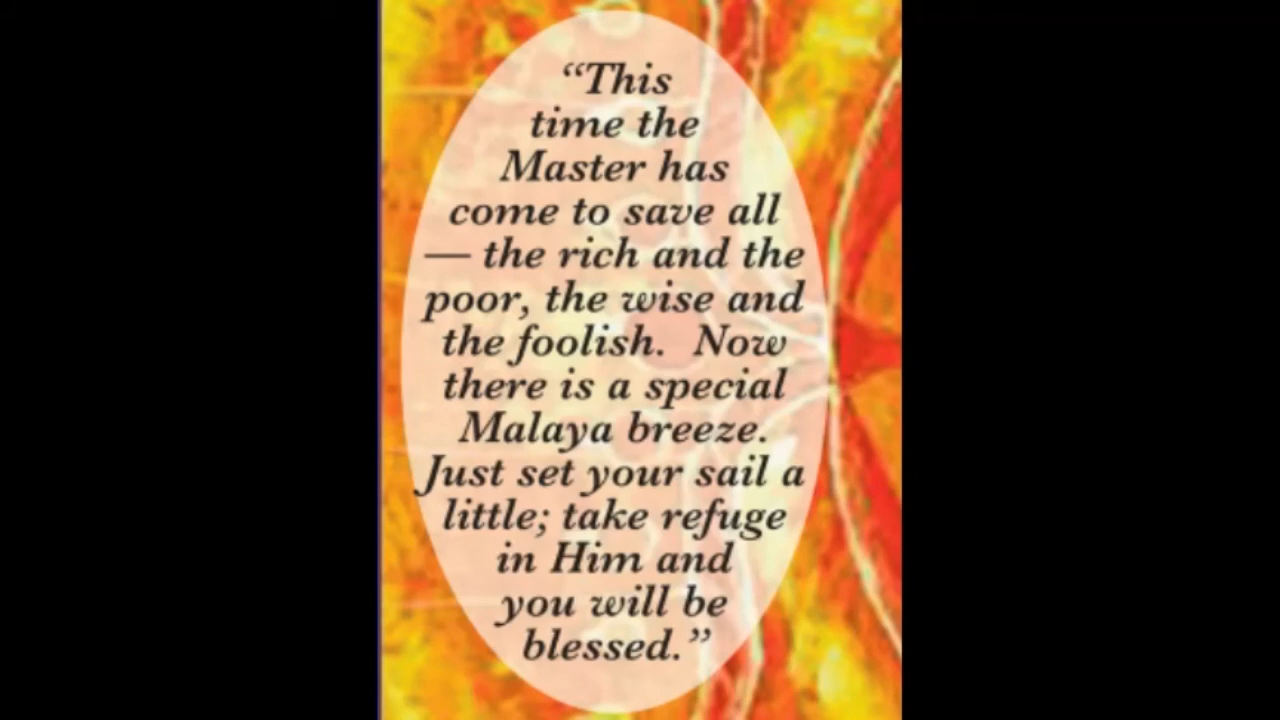 “This
time the
Master has
come to save all
— the rich and the
poor, the wise and
the foolish.  Now
there is a special
Malaya breeze.
Just set your sail a
little; take refuge
in Him and
you will be
blessed.”